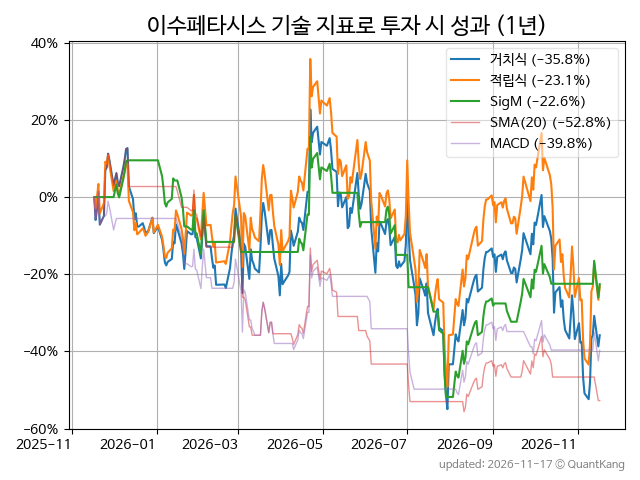 이수페타시스 기술 지표로 투자 시 성과 (1년)
40%
20%
0%
−20%
−40%
−60%
거치식 (−35.8%)
적립식 (−23.1%)
SigM (−22.6%)
SMA(20) (−52.8%)
MACD (−39.8%)
2025-11
2026-01
2026-03
2026-05
2026-07
2026-09
2026-11
updated: 2026-11-17 © QuantKang